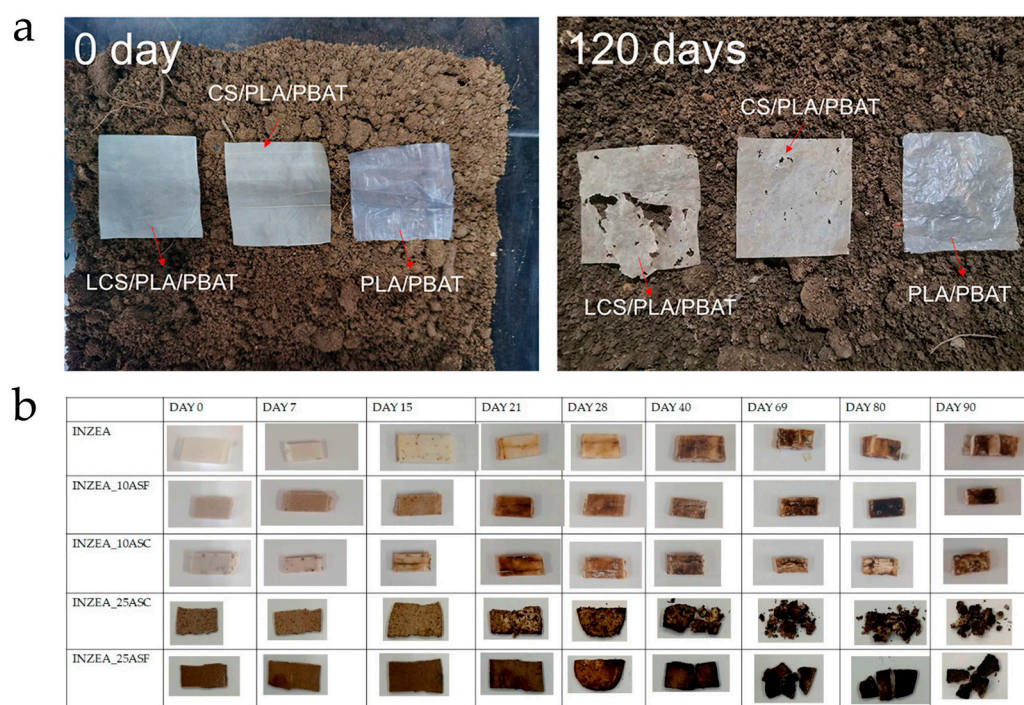 a
0 day
CS/PLA/PBAT
LCS/PLA/PBAT
PLA/PBAT
120 days
CS/PLA/PBAT
LCS/PLA/PBAT
PLA/PBAT
b
DAY 0 DAY 7 DAY 15 DAY 21 DAY 28 DAY 40 DAY 69 DAY 80 DAY 90
INZEA
INZEA_10ASF
INZEA_10ASC
INZEA_25ASC
INZEA_25ASF